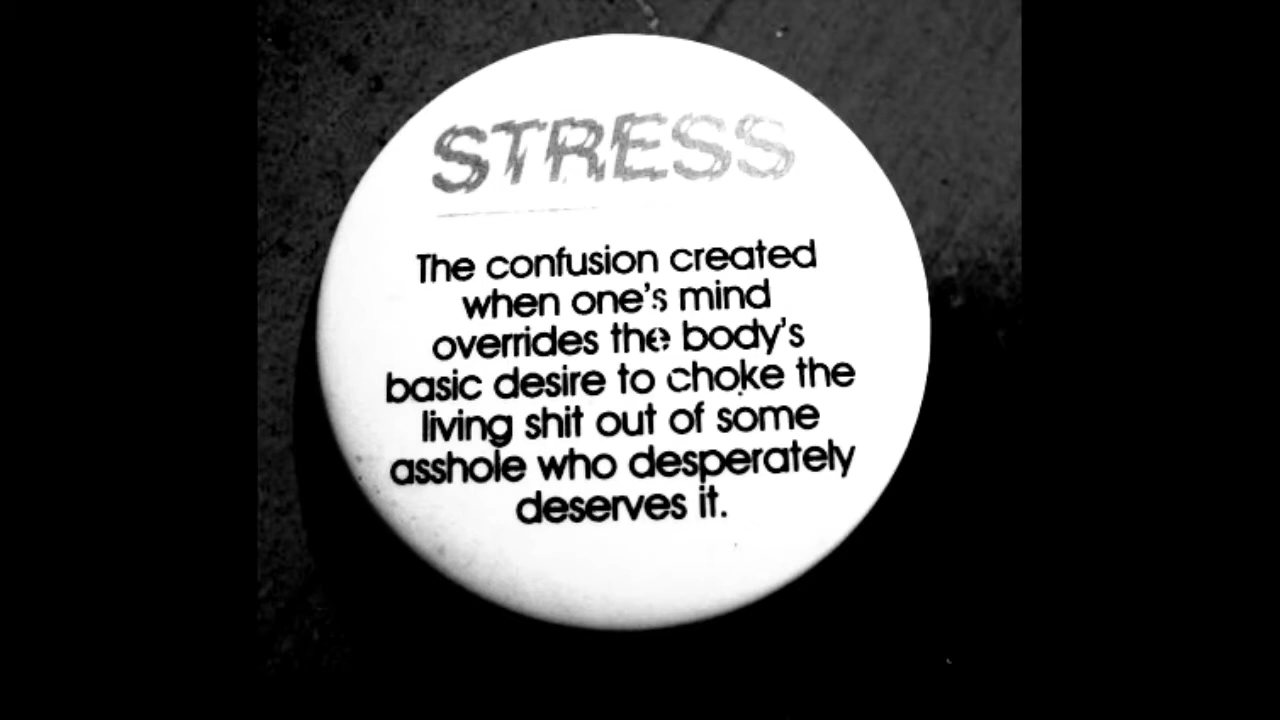 STRESS
The confusion created
when one's mind
overrides the body's
basic desire to choke the
living shit out of some
asshole who desperately
deserves it.